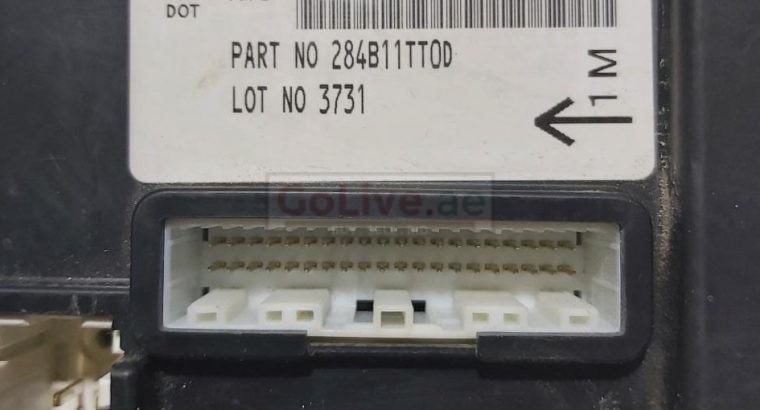 DOT
PART NO 284B11TT0D
LOT NO 3731
1M
GoLive.ae